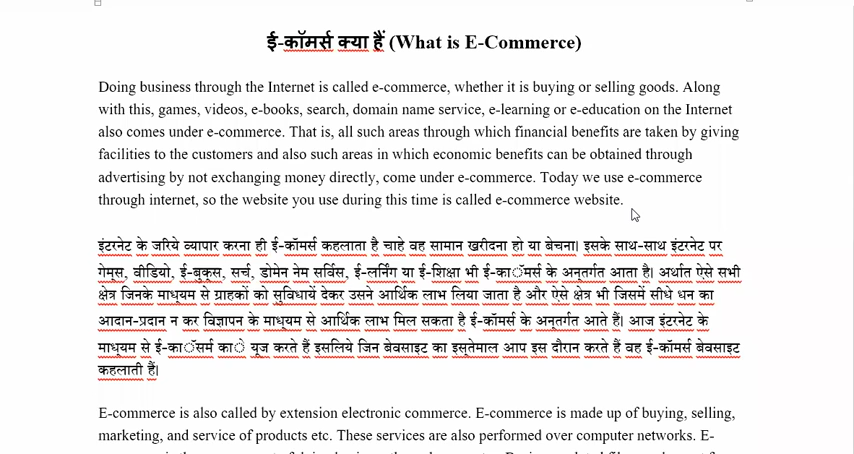 ई-कॉमर्स क्या हैं (What is E-Commerce)
Doing business through the Internet is called e-commerce, whether it is buying or selling goods. Along
with this, games, videos, e-books, search, domain name service, e-learning or e-education on the Internet
also comes under e-commerce. That is, all such areas through which financial benefits are taken by giving
facilities to the customers and also such areas in which economic benefits can be obtained through
advertising by not exchanging money directly, come under e-commerce. Today we use e-commerce
through internet, so the website you use during this time is called e-commerce website.
इंटरनेट के जरिये व्यापार करना ही ई-कॉमर्स कहलाता है चाहे वह सामान खरीदना हो या बेचना। इसके साथ-साथ इंटरनेट पर
गेम्स, वीडियो, ई-बुक्स, सर्च, डोमेन नेम सर्विस, ई-लर्निंग या ई-शिक्षा भी ई-काॅमर्स के अन्तर्गत आता है। अर्थात ऐसे सभी
क्षेत्र जिनके माध्यम से ग्राहकों को सुविधायें देकर उसने आर्थिक लाभ लिया जाता है और ऐसे क्षेत्र भी जिसमें सीधे धन का
आदान-प्रदान न कर विज्ञापन के माध्यम से आर्थिक लाभ मिल सकता है ई-कॉमर्स के अन्तर्गत आते हैं। आज इंटरनेट के
माध्यम से ई-काॅसर्म काे यूज करते हैं इसलिये जिन बेवसाइट का इस्तेमाल आप इस दौरान करते हैं वह ई-कॉमर्स बेवसाइट
कहलाती हैं।
E-commerce is also called by extension electronic commerce. E-commerce is made up of buying, selling,
marketing, and service of products etc. These services are also performed over computer networks. E-